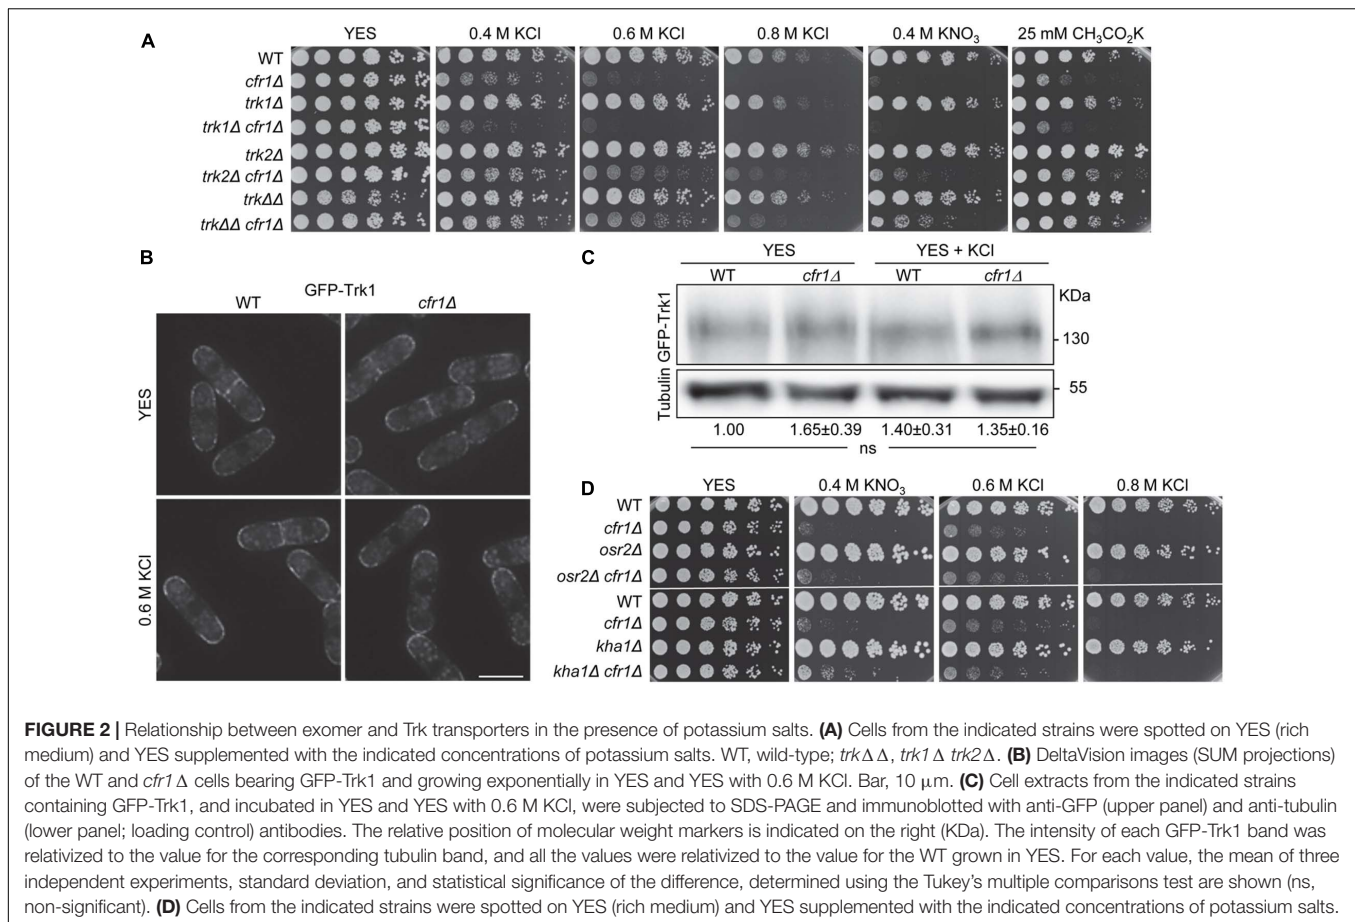 A
YES
0.4 M KCl
0.6 M KCl
0.8 M KCl
0.4 M KNO3
25 mM CH3CO2K
WT
cfr1Δ
trk1Δ
trk1Δ cfr1Δ
trk2Δ
trk2Δ cfr1Δ
trkΔΔ
trkΔΔ cfr1Δ
B
GFP-Trk1
WT
cfr1Δ
YES
0.6 M KCl
C
YES
YES + KCl
WT
cfr1Δ
WT
cfr1Δ
KDa
GFP-Trk1
130
Tubulin
55
1.00
1.65±0.39
1.40±0.31
1.35±0.16
ns
D
YES
0.4 M KNO3
0.6 M KCl
0.8 M KCl
WT
cfr1Δ
osr2Δ
osr2Δ cfr1Δ
WT
cfr1Δ
kha1Δ
kha1Δ cfr1Δ
FIGURE 2 | Relationship between exomer and Trk transporters in the presence of potassium salts. (A) Cells from the indicated strains were spotted on YES (rich
medium) and YES supplemented with the indicated concentrations of potassium salts. WT, wild-type; trkΔΔ, trk1Δ trk2Δ. (B) DeltaVision images (SUM projections)
of the WT and cfr1Δ cells bearing GFP-Trk1 and growing exponentially in YES and YES with 0.6 M KCl. Bar, 10 μm. (C) Cell extracts from the indicated strains
containing GFP-Trk1, and incubated in YES and YES with 0.6 M KCl, were subjected to SDS-PAGE and immunoblotted with anti-GFP (upper panel) and anti-tubulin
(lower panel; loading control) antibodies. The relative position of molecular weight markers is indicated on the right (KDa). The intensity of each GFP-Trk1 band was
relativized to the value for the corresponding tubulin band, and all the values were relativized to the value for the WT grown in YES. For each value, the mean of three
independent experiments, standard deviation, and statistical significance of the difference, determined using the Tukey's multiple comparisons test are shown (ns,
non-significant). (D) Cells from the indicated strains were spotted on YES (rich medium) and YES supplemented with the indicated concentrations of potassium salts.